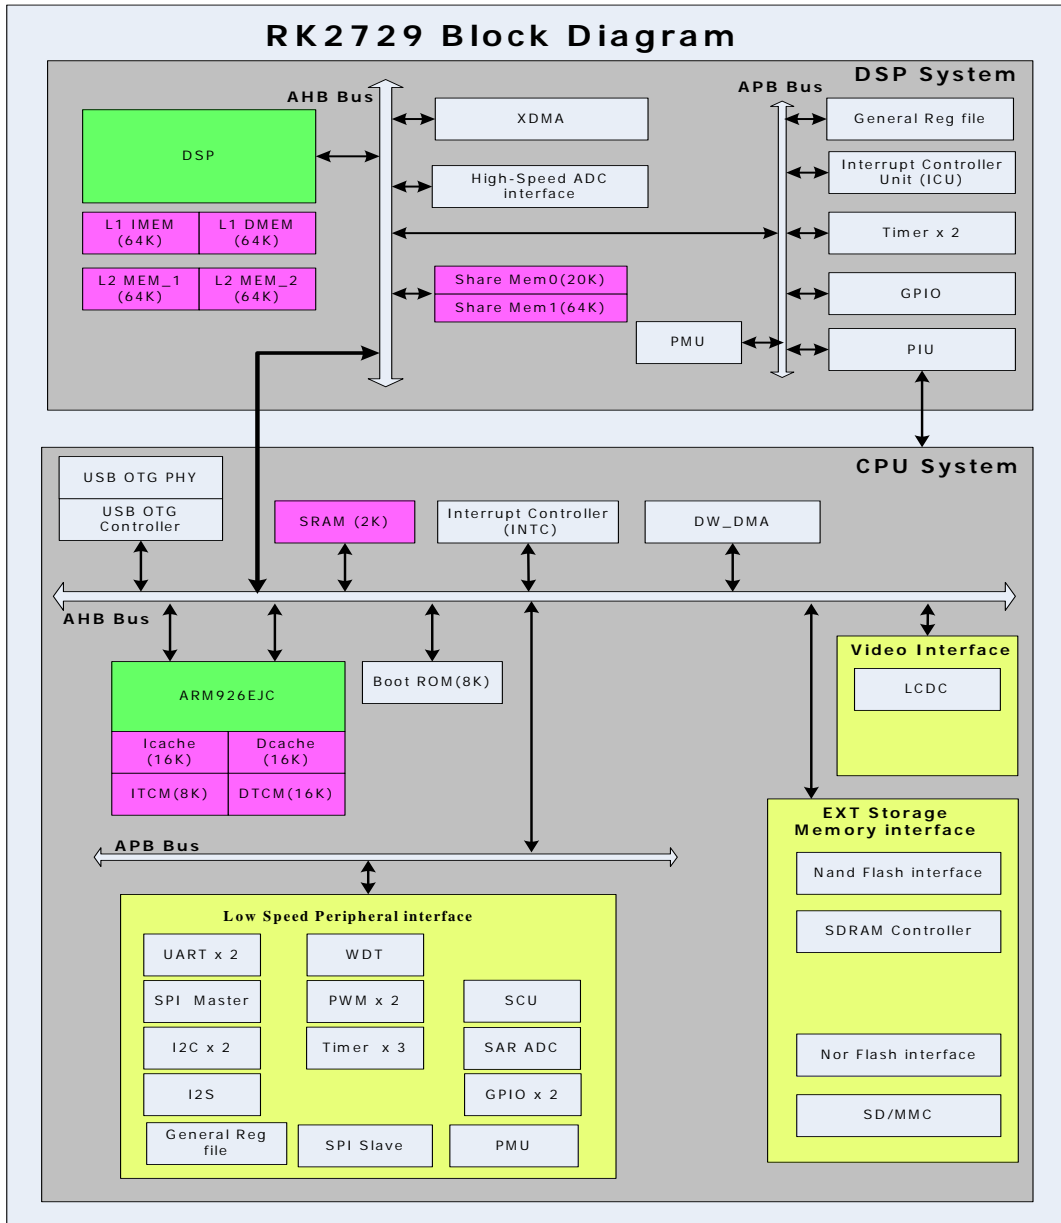 RK2729 Block Diagram
DSP System
AHB Bus
APB Bus
DSP
XDMA
General Reg file
High-Speed ADC
interface
Interrupt Controller
Unit (ICU)
L1 IMEM
(64K)
L1 DMEM
(64K)
Timer x 2
L2 MEM_1
(64K)
L2 MEM_2
(64K)
Share Mem0(20K)
Share Mem1(64K)
GPIO
PMU
PIU
CPU System
USB OTG PHY
USB OTG
Controller
SRAM (2K)
Interrupt Controller
(INTC)
DW_DMA
AHB Bus
ARM926EJC
Icache
(16K)
Dcache
(16K)
ITCM(8K)
DTCM(16K)
Boot ROM(8K)
Video Interface
LCDC
EXT Storage
Memory interface
Nand Flash interface
SDRAM Controller
Nor Flash interface
SD/MMC
APB Bus
Low Speed Peripheral interface
UART x 2
WDT
SPI Master
PWM x 2
SCU
I2C x 2
Timer x 3
SAR ADC
I2S
GPIO x 2
General Reg
file
SPI Slave
PMU